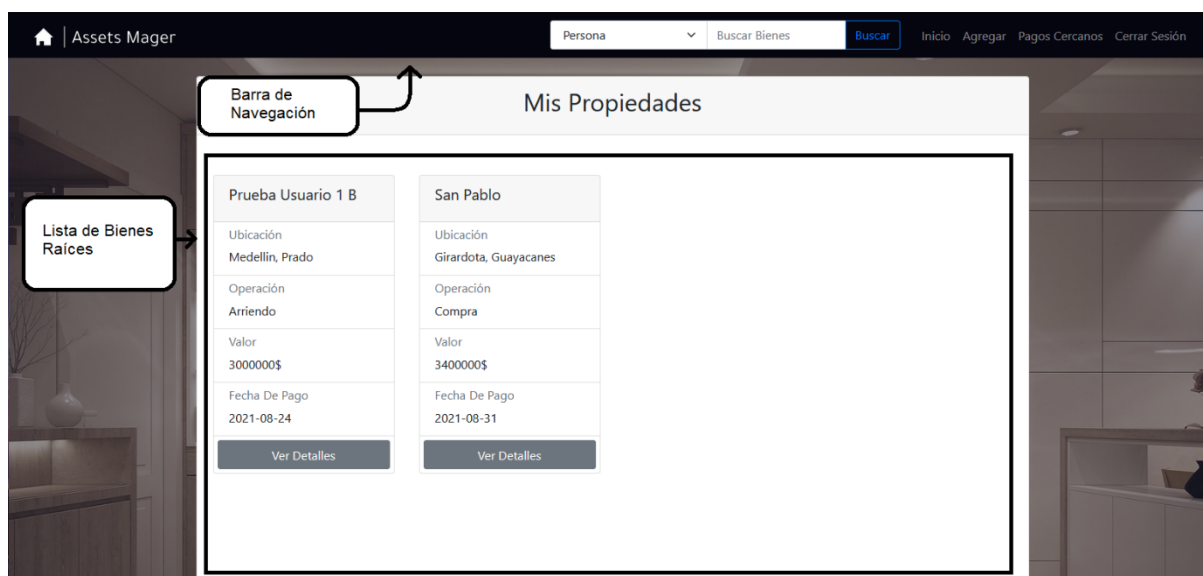 Assets Mager
Persona
Buscar Bienes
Buscar
Inicio Agregar Pagos Cercanos Cerrar Sesión
Barra de
Navegación
Mis Propiedades
Lista de Bienes
Raíces
Prueba Usuario 1 B
Ubicación
Medellin, Prado
Operación
Arriendo
Valor
3000000$
Fecha De Pago
2021-08-24
Ver Detalles
San Pablo
Ubicación
Girardota, Guayacanes
Operación
Compra
Valor
3400000$
Fecha De Pago
2021-08-31
Ver Detalles